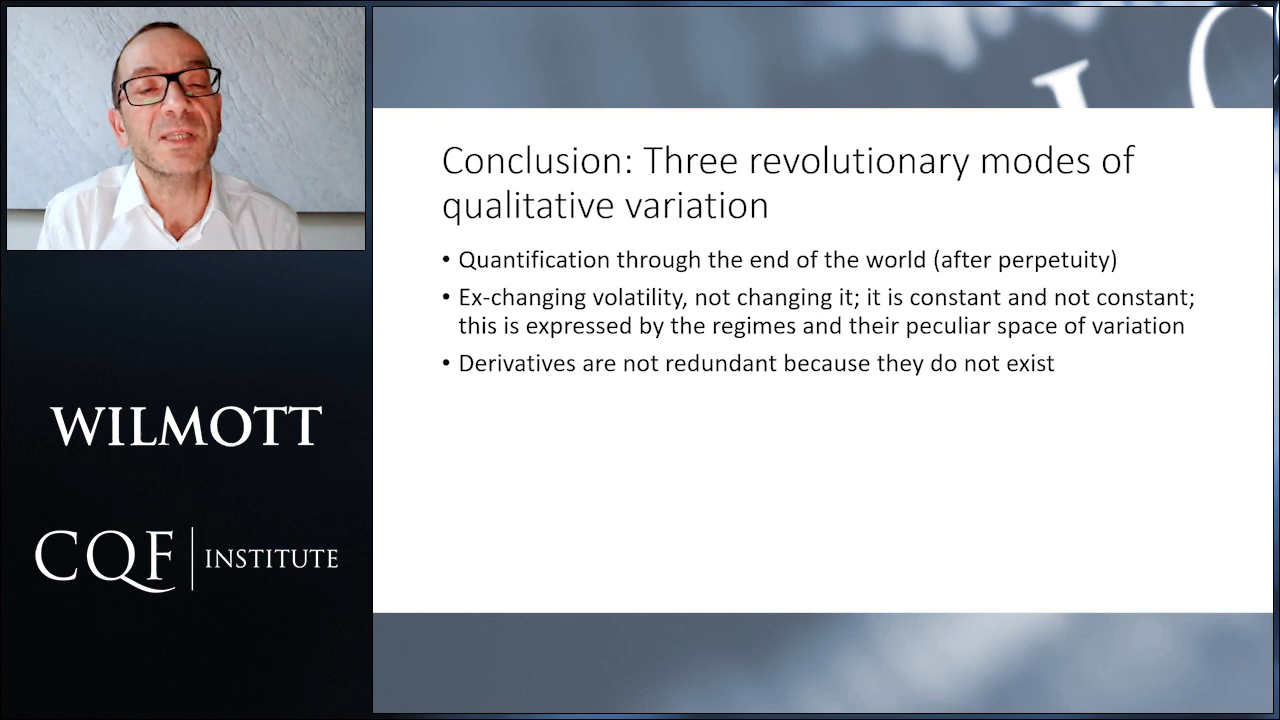 Conclusion: Three revolutionary modes of
qualitative variation
• Quantification through the end of the world (after perpetuity)
• Ex-changing volatility, not changing it; it is constant and not constant;
this is expressed by the regimes and their peculiar space of variation
• Derivatives are not redundant because they do not exist
WILMOTT
CQF | INSTITUTE